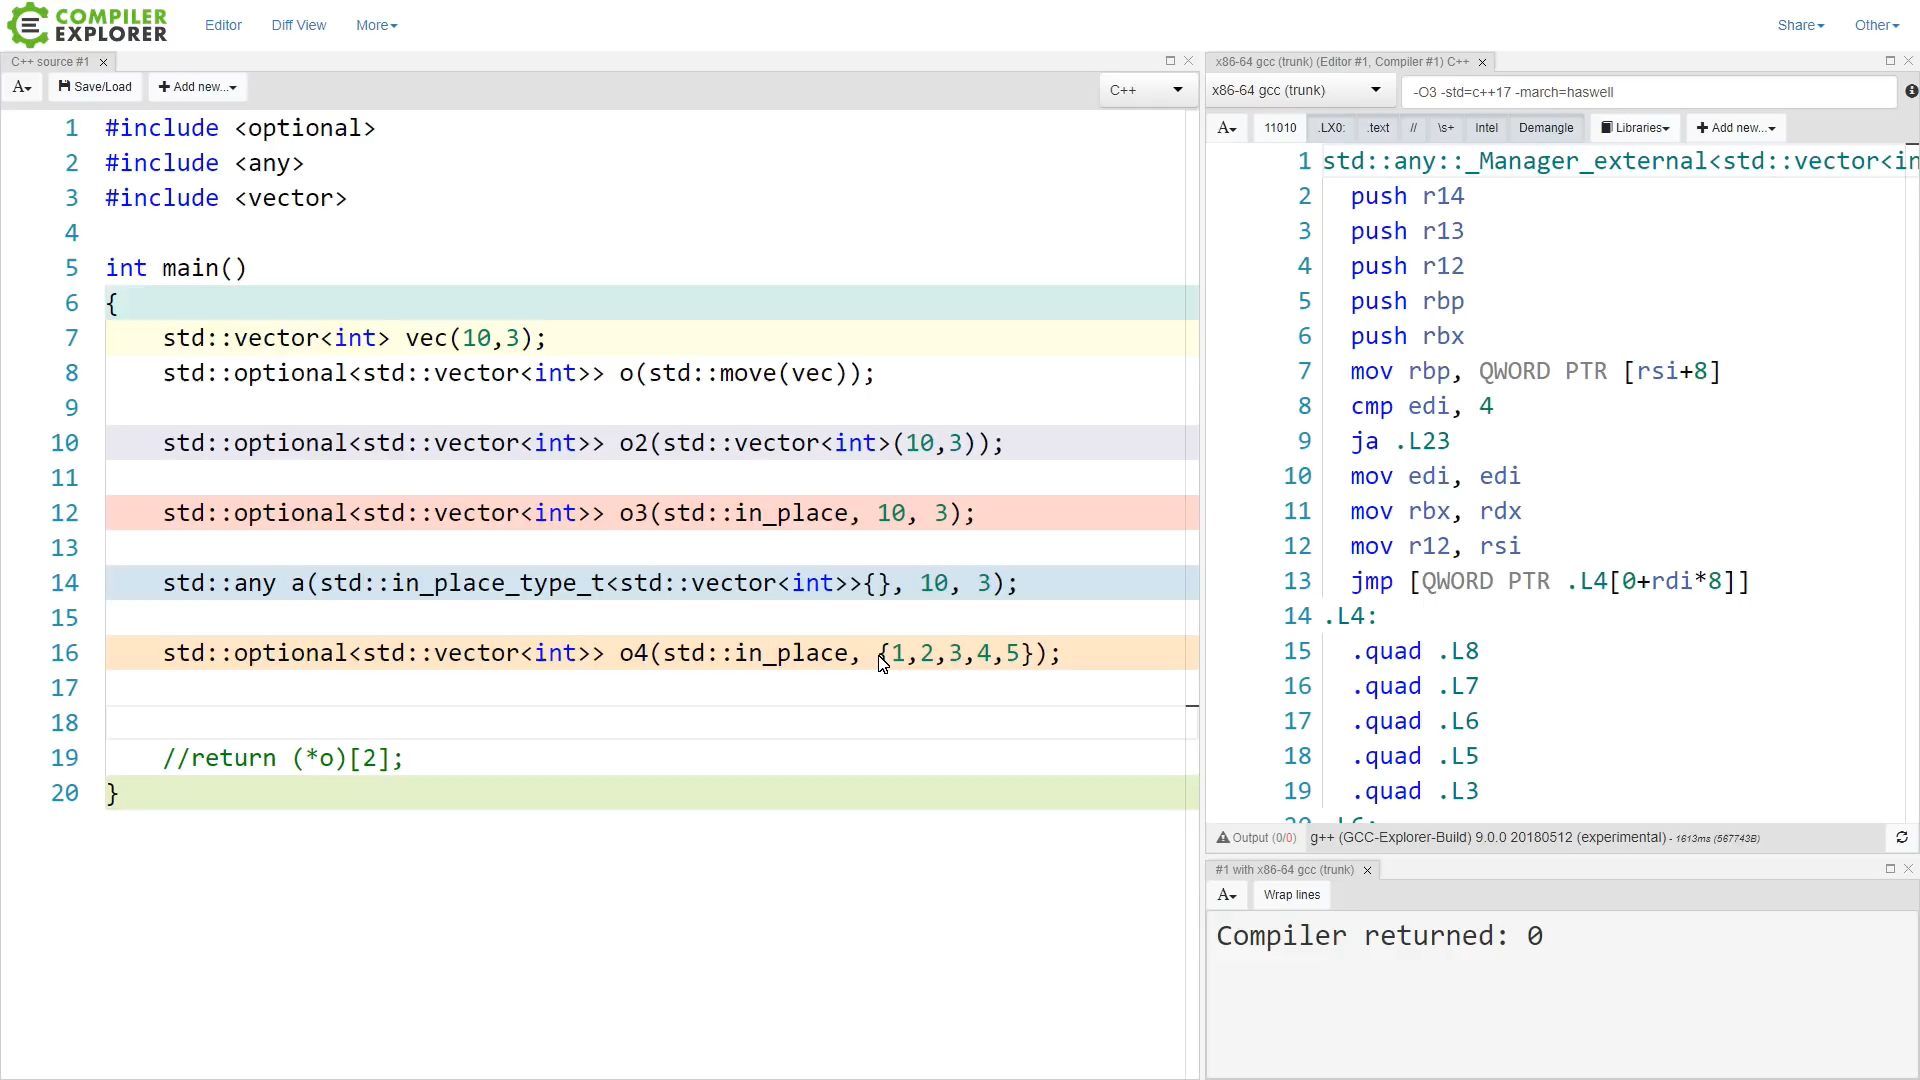 COMPILER
EXPLORER
Editor
Diff View
More
Share
Other
C++ source #1
A
Save/Load
Add new...
C++
1 #include <optional>
2 #include <any>
3 #include <vector>
4
5 int main()
6 {
7 std::vector<int> vec(10,3);
8 std::optional<std::vector<int>> o(std::move(vec));
9
10 std::optional<std::vector<int>> o2(std::vector<int>(10,3));
11
12 std::optional<std::vector<int>> o3(std::in_place, 10, 3);
13
14 std::any a(std::in_place_type_t<std::vector<int>>{}, 10, 3);
15
16 std::optional<std::vector<int>> o4(std::in_place, {1,2,3,4,5});
17
18
19 //return (*o)[2];
20 }
x86-64 gcc (trunk) (Editor #1, Compiler #1) C++
x86-64 gcc (trunk)
-O3 -std=c++17 -march=haswell
A
11010
.LX0:
.text
//
\s+
Intel
Demangle
Libraries
Add new...
1 std::any::_Manager_external<std::vector<in
2 push r14
3 push r13
4 push r12
5 push rbp
6 push rbx
7 mov rbp, QWORD PTR [rsi+8]
8 cmp edi, 4
9 ja .L23
10 mov edi, edi
11 mov rbx, rdx
12 mov r12, rsi
13 jmp [QWORD PTR .L4[0+rdi*8]]
14 .L4:
15 .quad .L8
16 .quad .L7
17 .quad .L6
18 .quad .L5
19 .quad .L3
20 .L6:
Output (0/0) g++ (GCC-Explorer-Build) 9.0.0 20180512 (experimental) - 1613ms (567743B)
#1 with x86-64 gcc (trunk)
A
Wrap lines
Compiler returned: 0